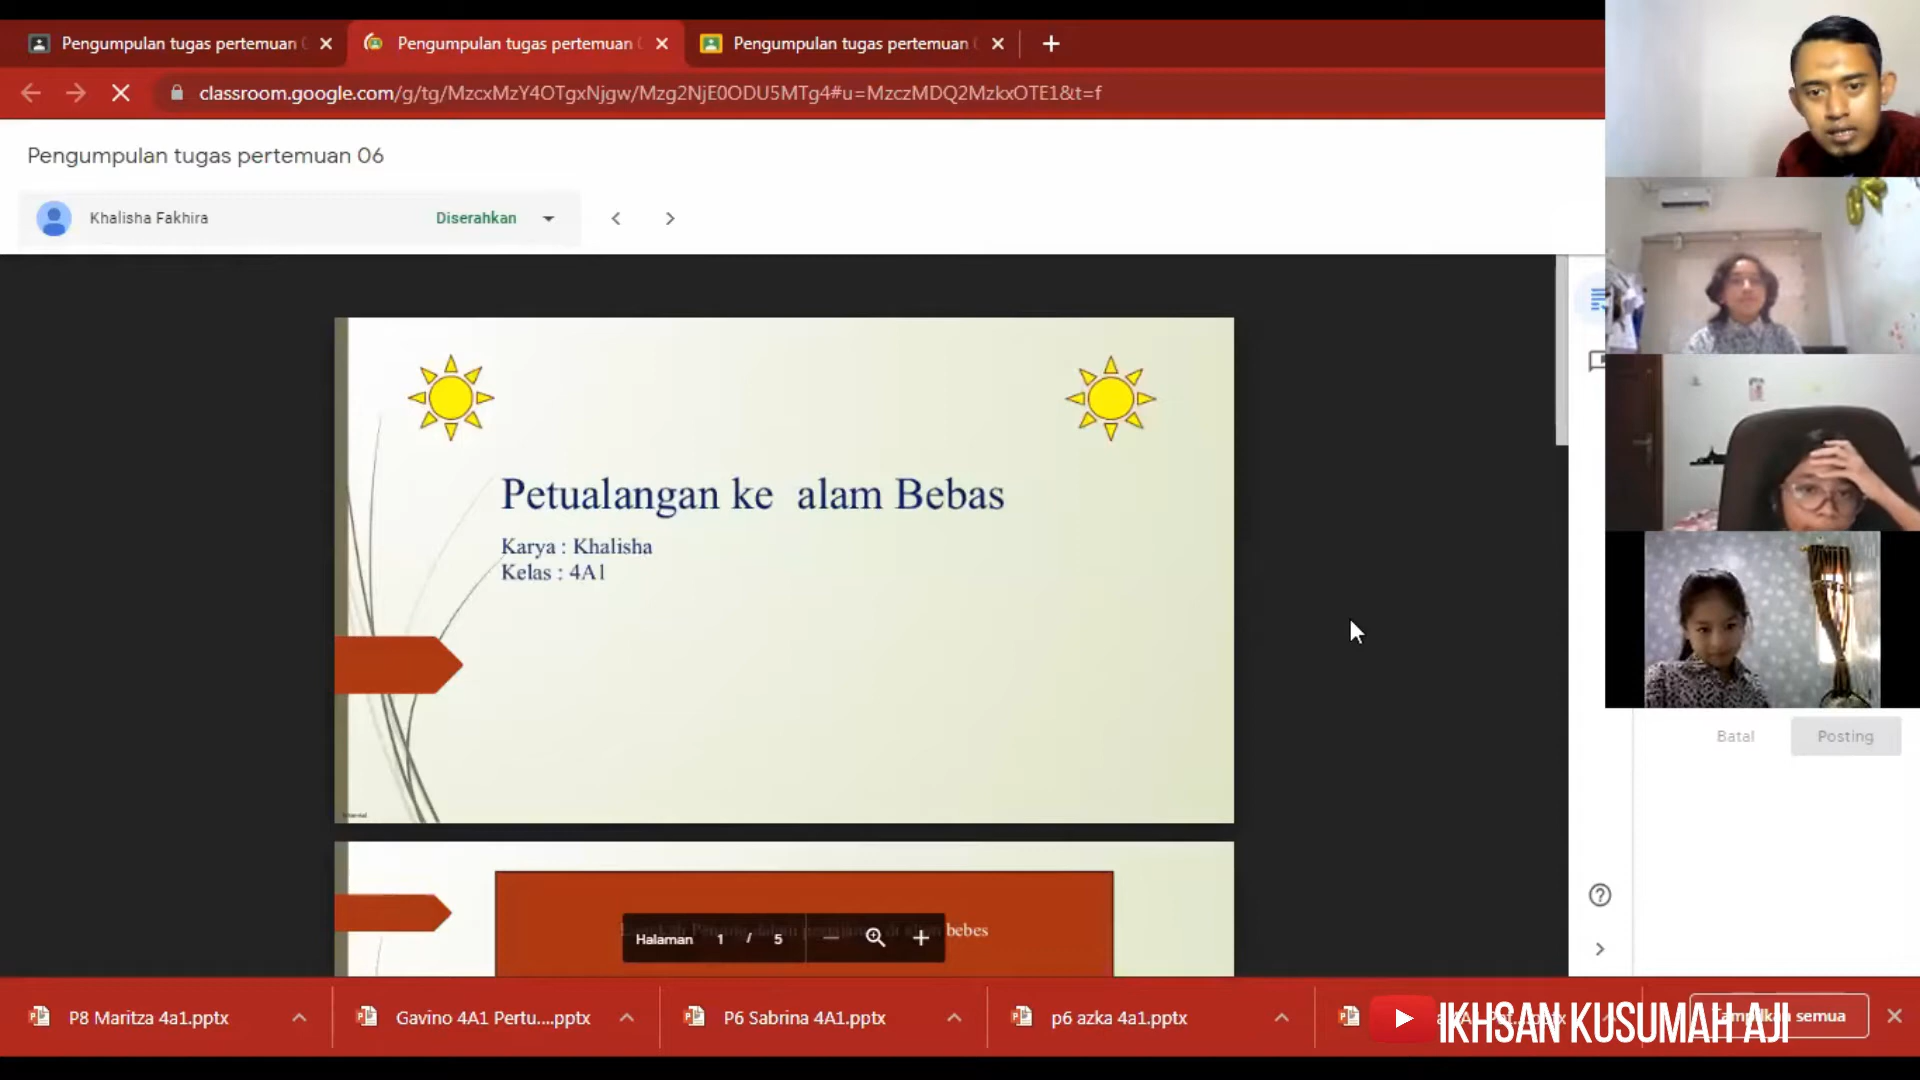 Pengumpulan tugas pertemuan
Pengumpulan tugas pertemuan
Pengumpulan tugas pertemuan
classroom.google.com/g/tg/MzcxMzY4OTgxNjgw/Mzg2NjE0ODU5MTg4#u=MzczMDQ2MzkxOTE1&t=f
Pengumpulan tugas pertemuan 06
Khalisha Fakhira
Diserahkan
Petualangan ke alam Bebas
Karya : Khalisha
Kelas : 4A1
bebes
Halaman 1 / 5
Batal
Posting
P8 Maritza 4a1.pptx
Gavino 4A1 Pertu....pptx
P6 Sabrina 4A1.pptx
p6 azka 4a1.pptx
semua
IKHSAN KUSUMAH AJI